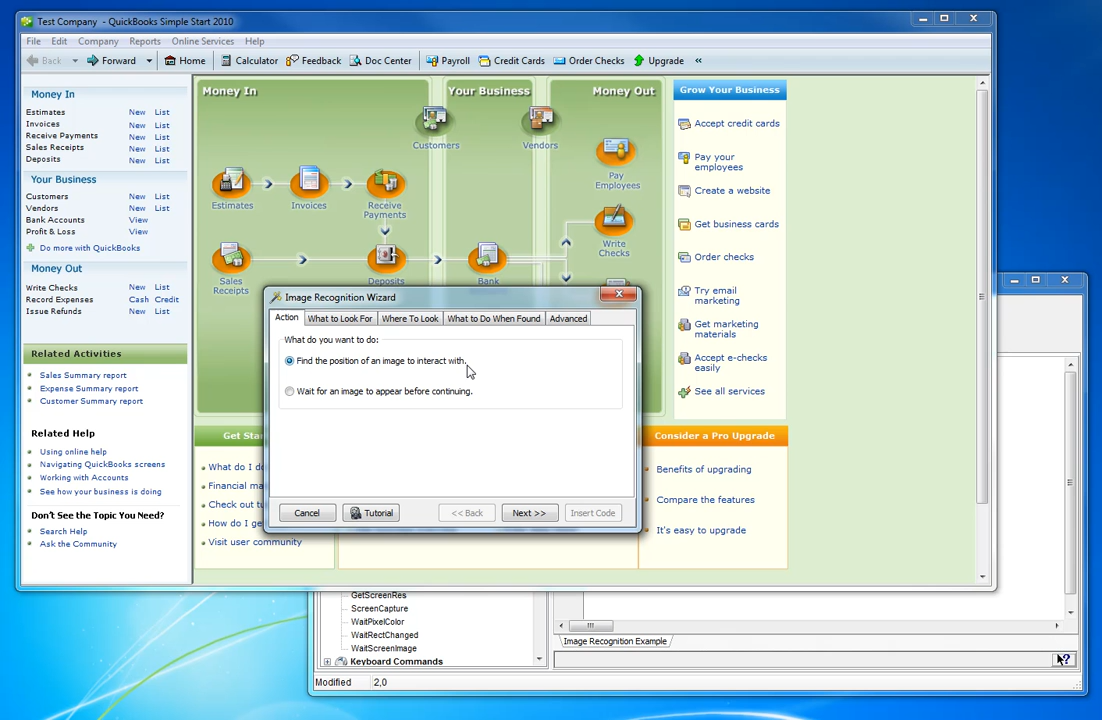 Test Company - QuickBooks Simple Start 2010
File Edit Company Reports Online Services Help
Back Forward Home Calculator Feedback Doc Center Payroll Credit Cards Order Checks Upgrade «
Money In
Estimates New List
Invoices New List
Receive Payments New List
Sales Receipts New List
Deposits New List
Your Business
Customers New List
Vendors New List
Bank Accounts View
Profit & Loss View
Do more with QuickBooks
Money Out
Write Checks New List
Record Expenses Cash Credit
Issue Refunds New List
Related Activities
Sales Summary report
Expense Summary report
Customer Summary report
Related Help
Using online help
Navigating QuickBooks screens
Working with Accounts
See how your business is doing
Don't See the Topic You Need?
Search Help
Ask the Community
Money In
Your Business
Money Out
Customers
Vendors
Pay
Employees
Estimates
Invoices
Receive
Payments
Write
Checks
Sales
Receipts
Deposits
Bank
Grow Your Business
Accept credit cards
Pay your
employees
Create a website
Get business cards
Order checks
Try email
marketing
Get marketing
materials
Accept e-checks
easily
See all services
Image Recognition Wizard
Action What to Look For Where To Look What to Do When Found Advanced
What do you want to do:
Find the position of an image to interact with.
Wait for an image to appear before continuing.
Cancel Tutorial << Back Next >> Insert Code
Get Star
What do I d
Financial ma
Check out tu
How do I ge
Visit user community
Consider a Pro Upgrade
Benefits of upgrading
Compare the features
It's easy to upgrade
GetScreenRes
ScreenCapture
WaitPixelColor
WaitRectChanged
WaitScreenImage
Keyboard Commands
Image Recognition Example
Modified 2,0